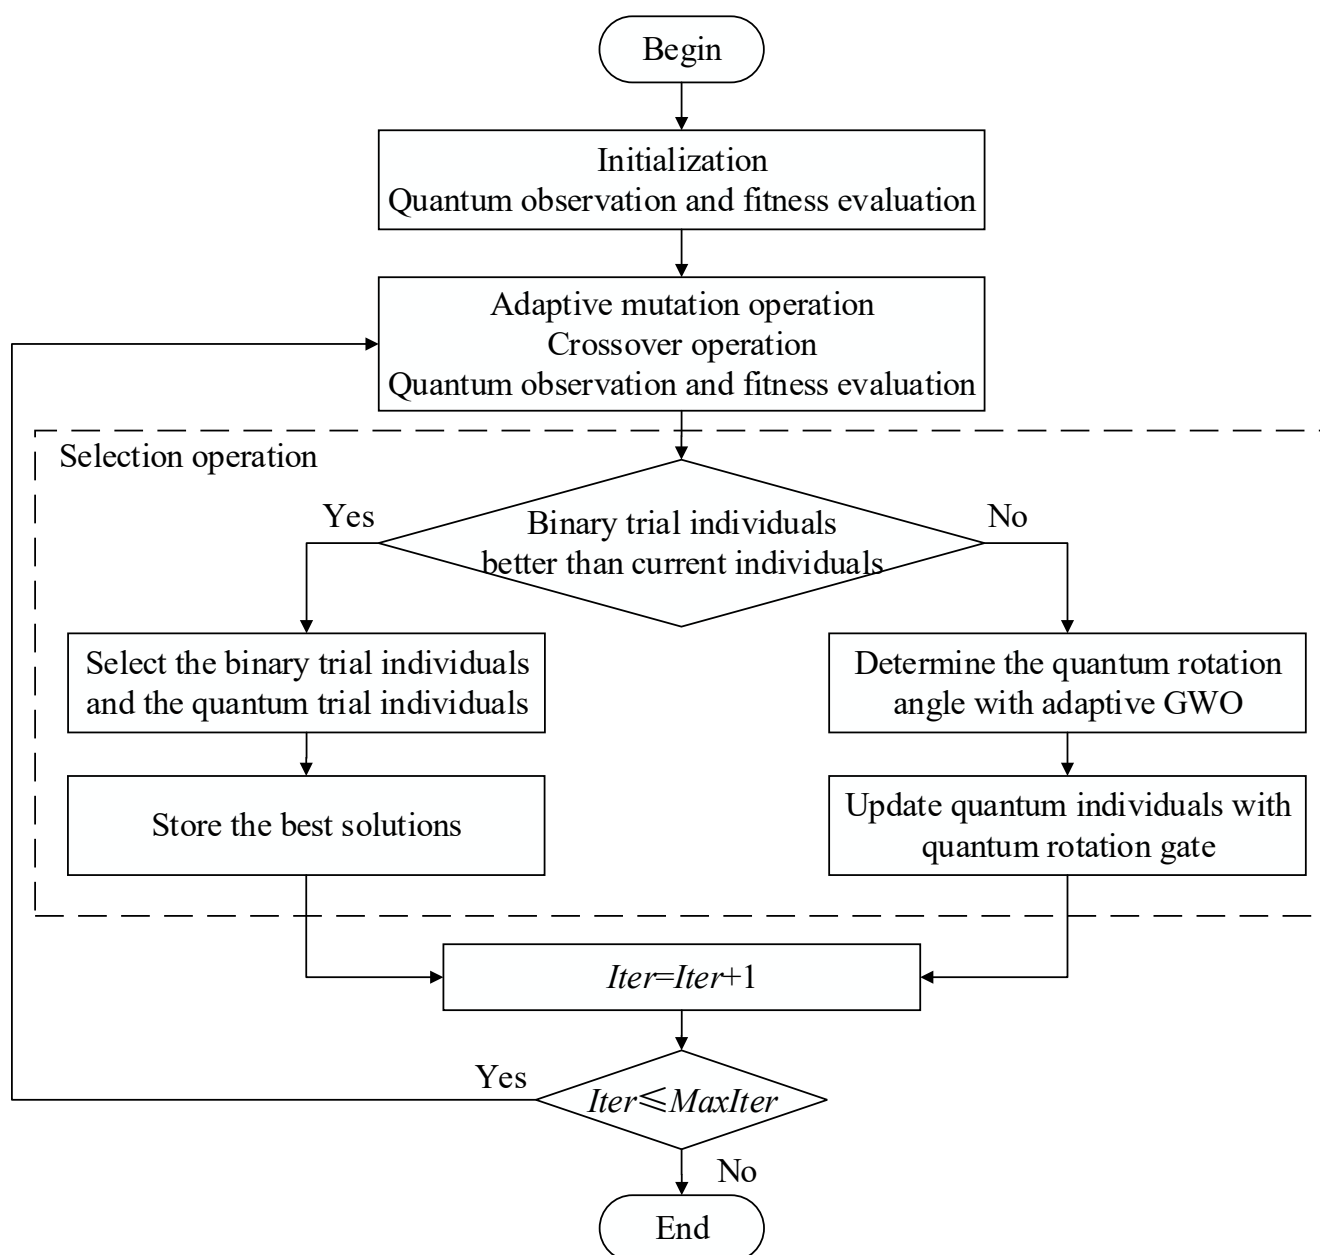 Begin
Initialization
Quantum observation and fitness evaluation
Adaptive mutation operation
Crossover operation
Quantum observation and fitness evaluation
Selection operation
Yes
Binary trial individuals
better than current individuals
No
Select the binary trial individuals
and the quantum trial individuals
Determine the quantum rotation
angle with adaptive GWO
Store the best solutions
Update quantum individuals with
quantum rotation gate
Iter=Iter+1
Yes
Iter⩽MaxIter
No
End